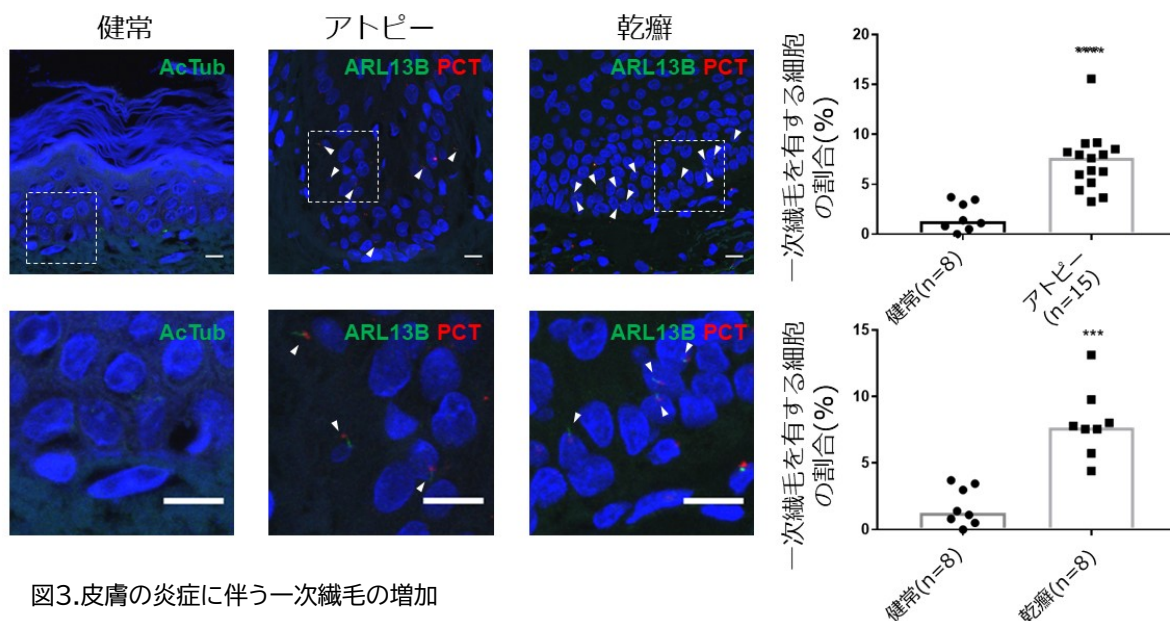 健常
アトピー
乾癬
AcTub
ARL13B PCT
ARL13B PCT
AcTub
ARL13B PCT
ARL13B PCT
一次繊毛を有する細胞
の割合(%)
20
15
10
5
0
****
健常(n=8)
アトピー
(n=15)
一次繊毛を有する細胞
の割合(%)
15
10
5
0
***
健常(n=8)
乾癬(n=8)
図3.皮膚の炎症に伴う一次繊毛の増加